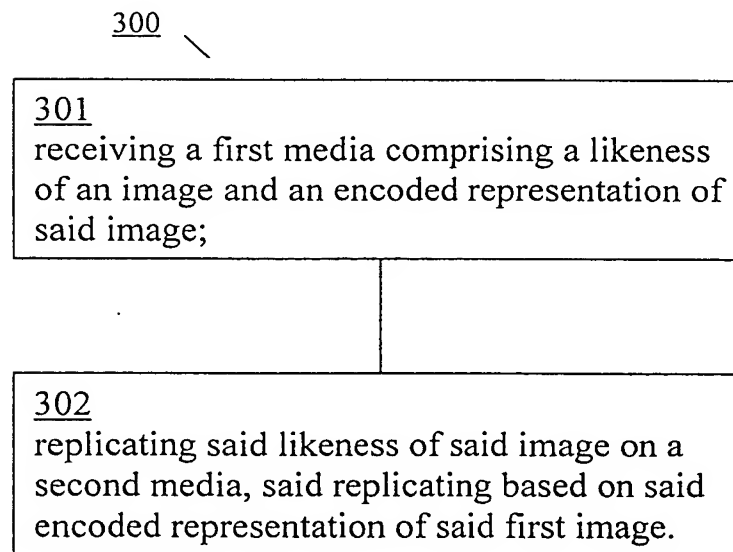 300
301
receiving a first media comprising a likeness
of an image and an encoded representation of
said image;
302
replicating said likeness of said image on a
second media, said replicating based on said
encoded representation of said first image.